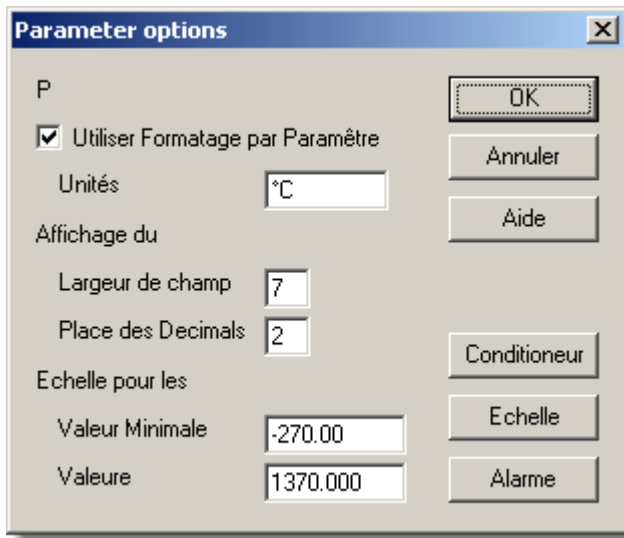 Parameter options
P
OK
Utiliser Formatage par Paramêtre
Annuler
Unités
°C
Aide
Affichage du
Largeur de champ
7
Place des Decimals
2
Conditioneur
Echelle pour les
Valeur Minimale
-270.00
Echelle
Valeure
1370.000
Alarme